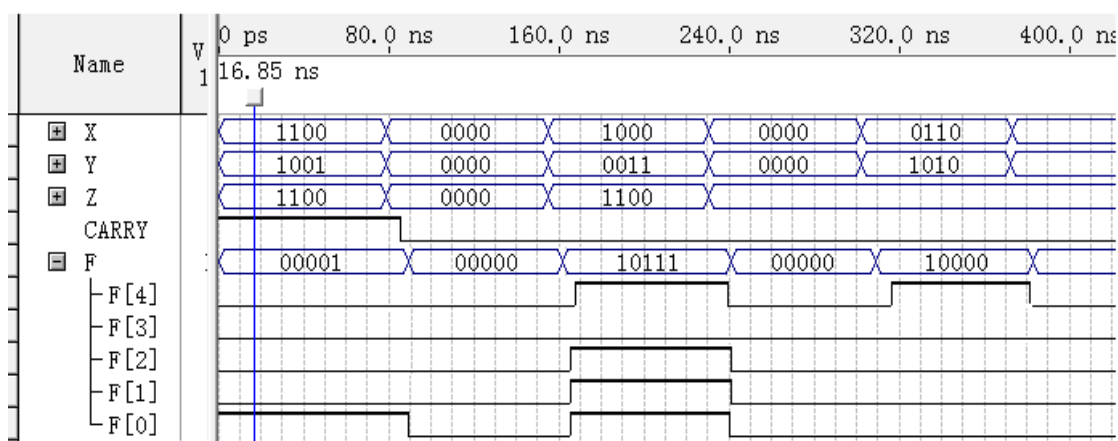 Name V 0 ps 80.0 ns 160.0 ns 240.0 ns 320.0 ns 400.0 ns
1 16.85 ns
X 1100 0000 1000 0000 0110
Y 1001 0000 0011 0000 1010
Z 1100 0000 1100
CARRY
F 00001 00000 10111 00000 10000
F[4]
F[3]
F[2]
F[1]
F[0]